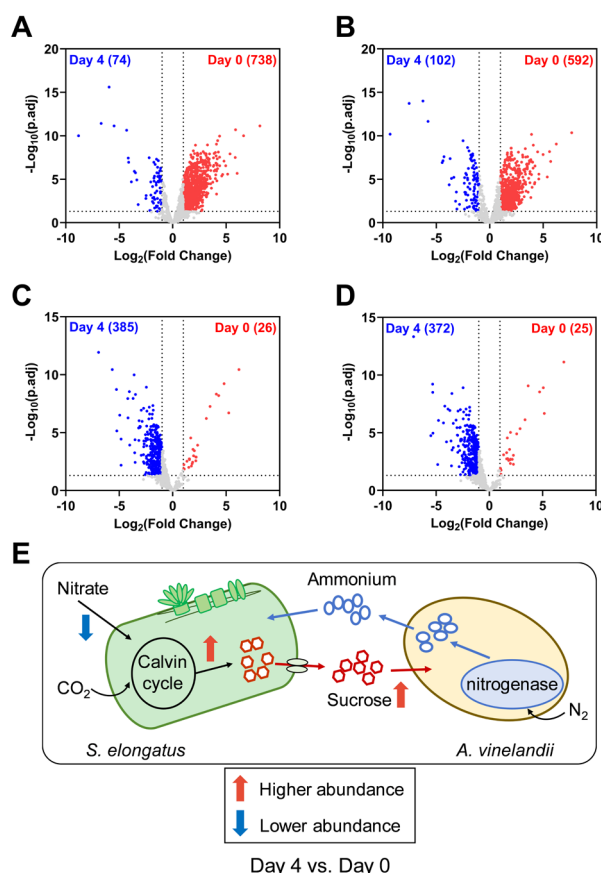 A
Day 4 (74)
Day 0 (738)
-Log10(p.adj)
20
15
10
5
0
-10
-5
0
5
10
Log2(Fold Change)
B
Day 4 (102)
Day 0 (592)
-Log10(p.adj)
20
15
10
5
0
-10
-5
0
5
10
Log2(Fold Change)
C
Day 4 (385)
Day 0 (26)
-Log10(p.adj)
15
10
5
0
-10
-5
0
5
10
Log2(Fold Change)
D
Day 4 (372)
Day 0 (25)
-Log10(p.adj)
15
10
5
0
-10
-5
0
5
10
Log2(Fold Change)
E
Nitrate
Ammonium
Calvin
cycle
CO2
Sucrose
nitrogenase
N2
S. elongatus
A. vinelandii
Higher abundance
Lower abundance
Day 4 vs. Day 0